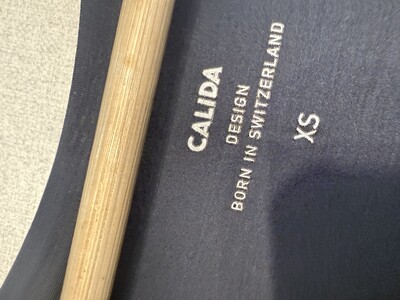 CALIDA
DESIGN
BORN IN SWITZERLAND
XS